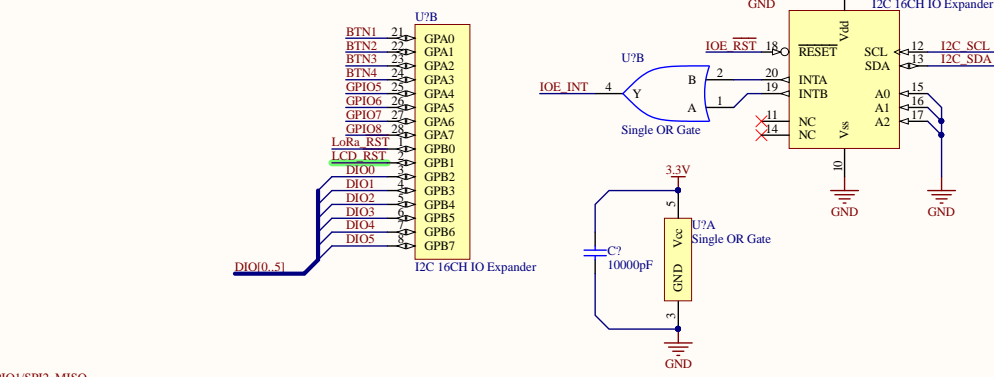 GND
I2C 16CH IO Expander
U?B
BTN1 21 GPA0
BTN2 22 GPA1
BTN3 23 GPA2
BTN4 24 GPA3
GPIO5 25 GPA4
GPIO6 26 GPA5
GPIO7 27 GPA6
GPIO8 28 GPA7
LoRa_RST 1 GPB0
LCD_RST 2 GPB1
DIO0 3 GPB2
DIO1 4 GPB3
DIO2 5 GPB4
DIO3 6 GPB5
DIO4 7 GPB6
DIO5 8 GPB7
DIO[0..5]
I2C 16CH IO Expander
U?B
IOE_INT 4 Y
B 2
A 1
Single OR Gate
Vdd
IOE_RST 18 RESET
20 INTA
19 INTB
11 NC
14 NC
SCL 12 I2C_SCL
SDA 13 I2C_SDA
A0 15
A1 16
A2 17
Vss
10
GND
GND
3.3V
5
Vcc
U?A
Single OR Gate
C?
10000pF
GND
3
GND